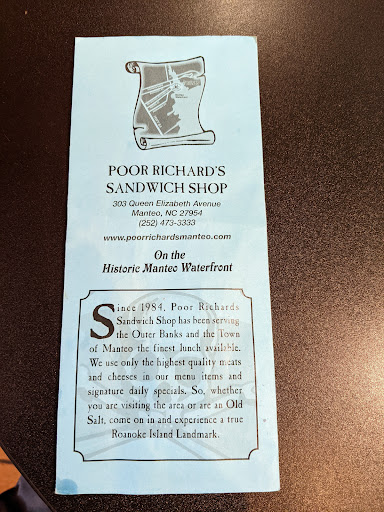 POOR RICHARD'S
SANDWICH SHOP
303 Queen Elizabeth Avenue
Manteo, NC 27954
(252) 473-3333
www.poorrichardsmanteo.com
On the
Historic Manteo Waterfront
Since 1984, Poor Richards
Sandwich Shop has been serving
the Outer Banks and the Town
of Manteo the finest lunch available.
We use only the highest quality meats
and cheeses in our menu items and
signature daily specials. So, whether
you are visiting the area or are an Old
Salt, come on in and experience a true
Roanoke Island Landmark.